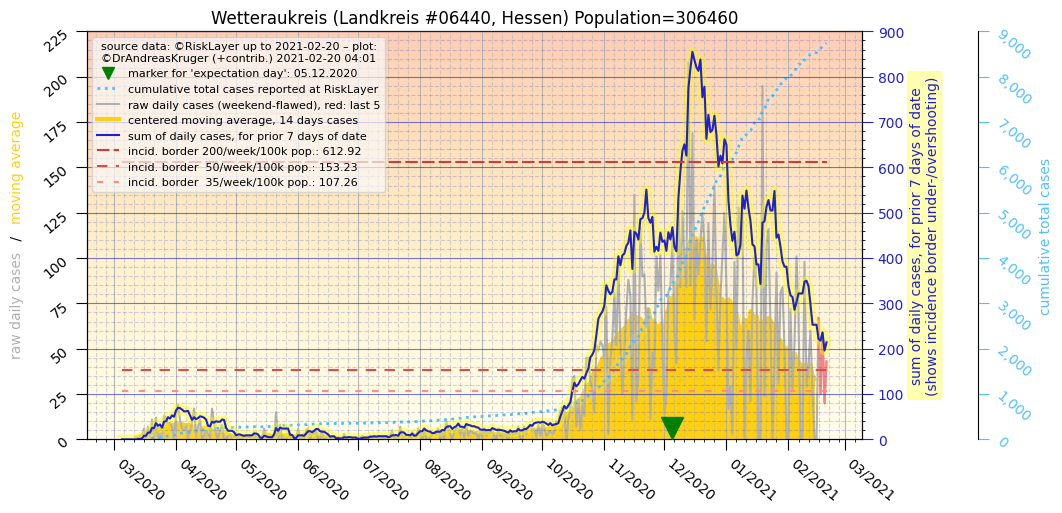 Wetteraukreis (Landkreis #06440, Hessen) Population=306460
source data: ©RiskLayer up to 2021-02-20 – plot:
©DrAndreasKruger (+contrib.) 2021-02-20 04:01
marker for 'expectation day': 05.12.2020
cumulative total cases reported at RiskLayer
raw daily cases (weekend-flawed), red: last 5
centered moving average, 14 days cases
sum of daily cases, for prior 7 days of date
incid. border 200/week/100k pop.: 612.92
incid. border  50/week/100k pop.: 153.23
incid. border  35/week/100k pop.: 107.26
raw daily cases / moving average
225
200
175
150
125
100
75
50
25
0
03/2020
04/2020
05/2020
06/2020
07/2020
08/2020
09/2020
10/2020
11/2020
12/2020
01/2021
02/2021
03/2021
900
800
700
600
500
400
300
200
100
0
sum of daily cases, for prior 7 days of date
(shows incidence border under-/overshooting)
9,000
8,000
7,000
6,000
5,000
4,000
3,000
2,000
1,000
0
cumulative total cases